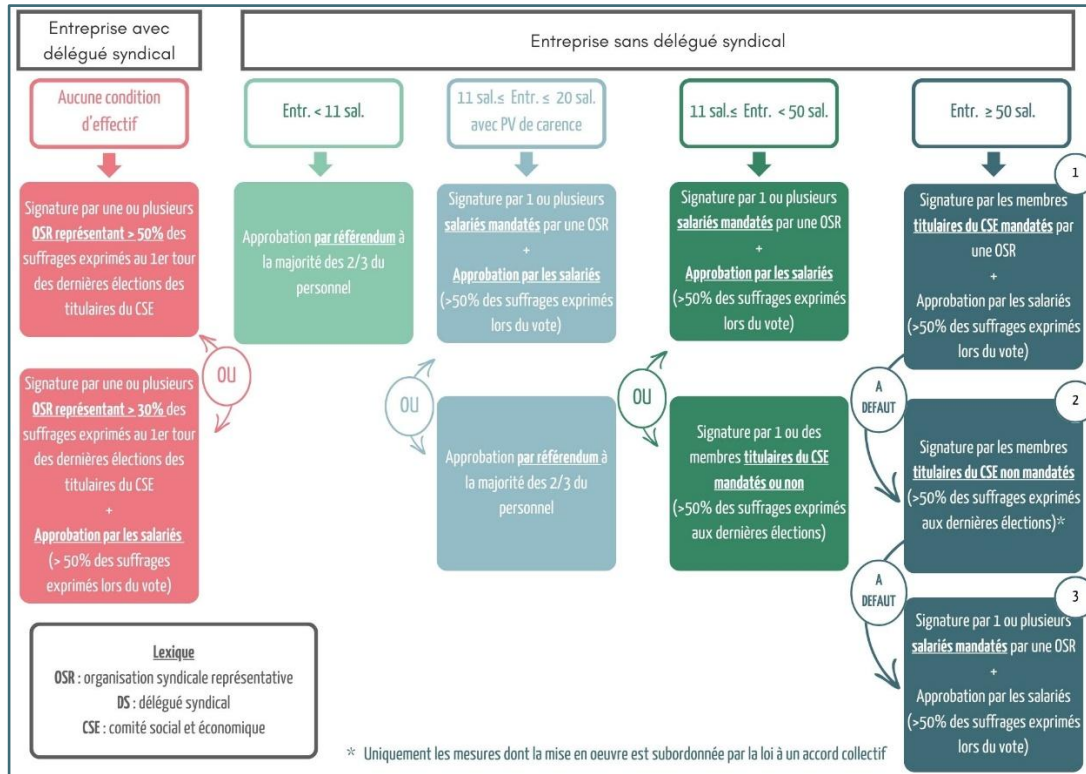 Entreprise avec
délégué syndical
Entreprise sans délégué syndical
Aucune condition
d'effectif
Entr. < 11 sal.
11 sal.≤ Entr. ≤ 20 sal.
avec PV de carence
11 sal.≤ Entr. < 50 sal.
Entr. ≥ 50 sal.
Signature par une ou plusieurs
OSR représentant > 50% des
suffrages exprimés au 1er tour
des dernières élections des
titulaires du CSE
OU
Signature par une ou plusieurs
OSR représentant > 30% des
suffrages exprimés au 1er tour
des dernières élections des
titulaires du CSE
+
Approbation par les salariés
(> 50% des suffrages
exprimés lors du vote)
Approbation par référendum à
la majorité des 2/3 du
personnel
Signature par 1 ou plusieurs
salariés mandatés par une OSR
+
Approbation par les salariés
(>50% des suffrages exprimés
lors du vote)
OU
Approbation par référendum à
la majorité des 2/3 du
personnel
Signature par 1 ou plusieurs
salariés mandatés par une OSR
+
Approbation par les salariés
(>50% des suffrages exprimés
lors du vote)
OU
Signature par 1 ou des
membres titulaires du CSE
mandatés ou non
(>50% des suffrages exprimés
aux dernières élections)
1
Signature par les membres
titulaires du CSE mandatés par
une OSR
+
Approbation par les salariés
(>50% des suffrages exprimés
lors du vote)
A
DEFAUT
2
Signature par les membres
titulaires du CSE non mandatés
(>50% des suffrages exprimés
aux dernières élections)*
A
DEFAUT
3
Signature par 1 ou plusieurs
salariés mandatés par une OSR
+
Approbation par les salariés
(>50% des suffrages exprimés
lors du vote)
Lexique
OSR : organisation syndicale représentative
DS : délégué syndical
CSE : comité social et économique
* Uniquement les mesures dont la mise en oeuvre est subordonnée par la loi à un accord collectif